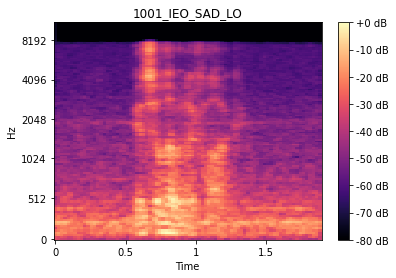 1001_IEO_SAD_LO
8192
4096
2048
1024
512
0
Hz
0
0.5
1
1.5
Time
+0 dB
-10 dB
-20 dB
-30 dB
-40 dB
-50 dB
-60 dB
-70 dB
-80 dB